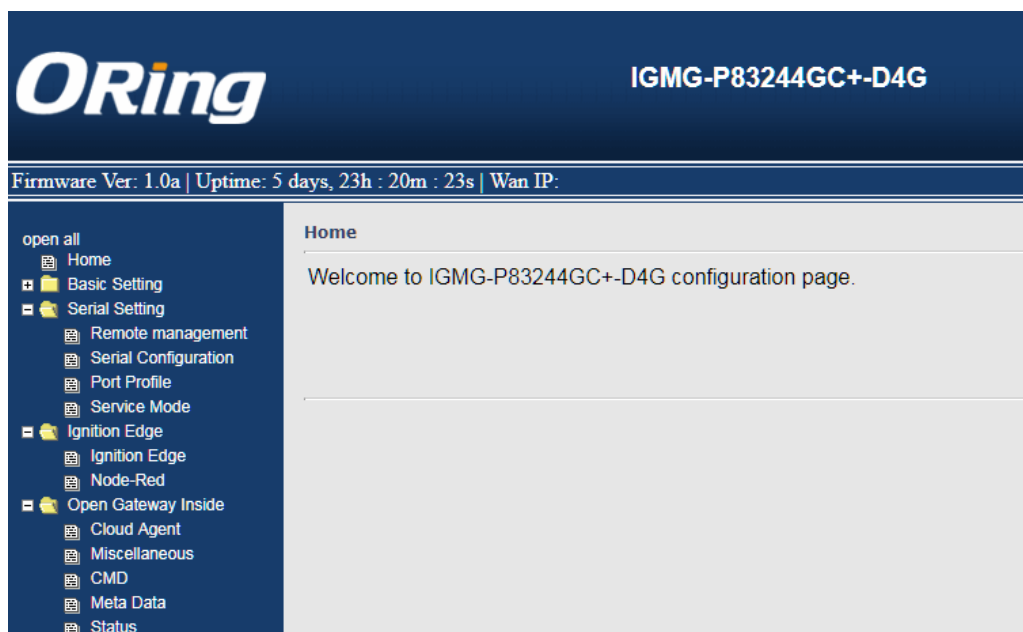 ORing
IGMG-P83244GC+-D4G
Firmware Ver: 1.0a | Uptime: 5 days, 23h : 20m : 23s | Wan IP:
open all
Home
Basic Setting
Serial Setting
Remote management
Serial Configuration
Port Profile
Service Mode
Ignition Edge
Ignition Edge
Node-Red
Open Gateway Inside
Cloud Agent
Miscellaneous
CMD
Meta Data
Status
Home
Welcome to IGMG-P83244GC+-D4G configuration page.